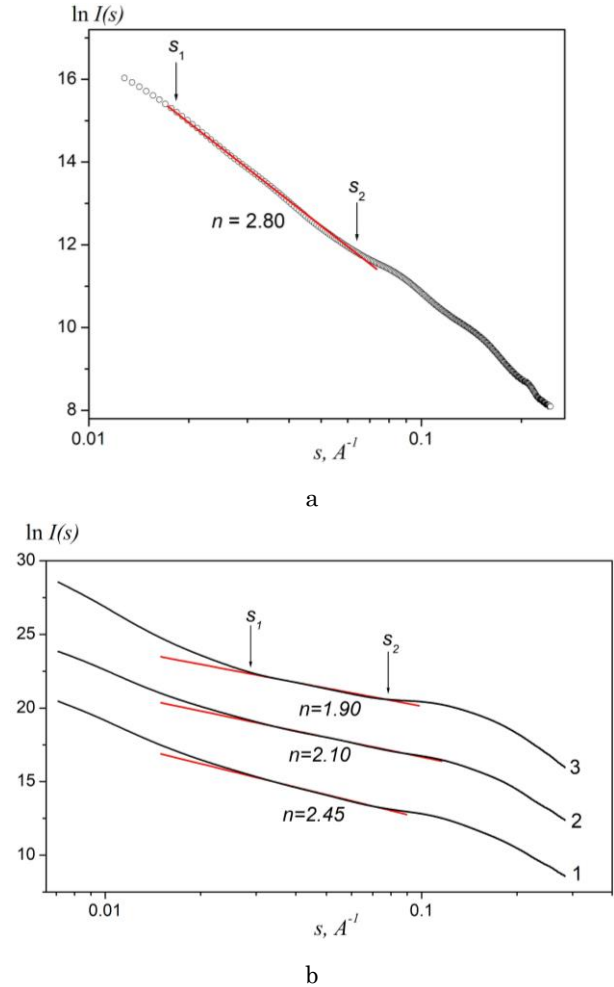 ln I(s)
16
s₁
14
s₂
n = 2.80
12
10
8
0.01
0.1
s, A⁻¹
a
ln I(s)
30
25
s₁
s₂
20
n=1.90
n=2.10
3
15
2
n=2.45
10
1
0.01
0.1
s, A⁻¹
b